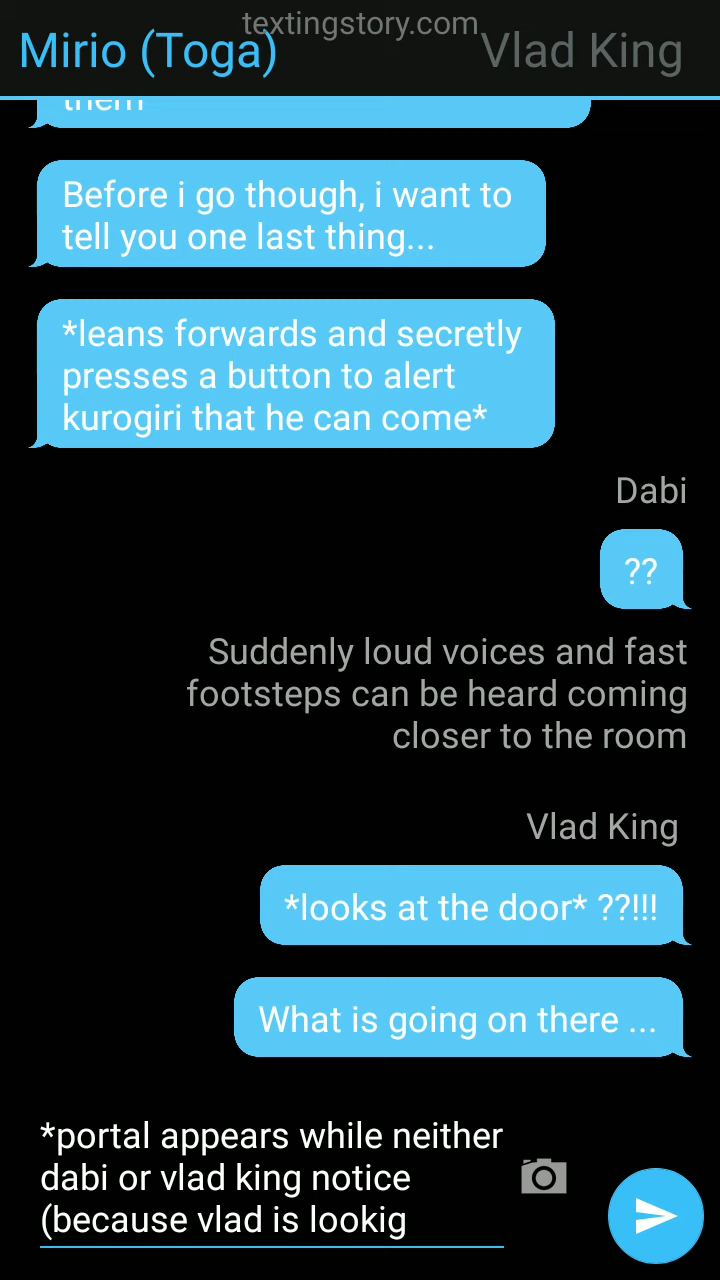 textingstory.com
Mirio (Toga)
Vlad King
them
Before i go though, i want to
tell you one last thing...
*leans forwards and secretly
presses a button to alert
kurogiri that he can come*
Dabi
??
Suddenly loud voices and fast
footsteps can be heard coming
closer to the room
Vlad King
*looks at the door* ??!!!
What is going on there ...
*portal appears while neither
dabi or vlad king notice
(because vlad is lookig